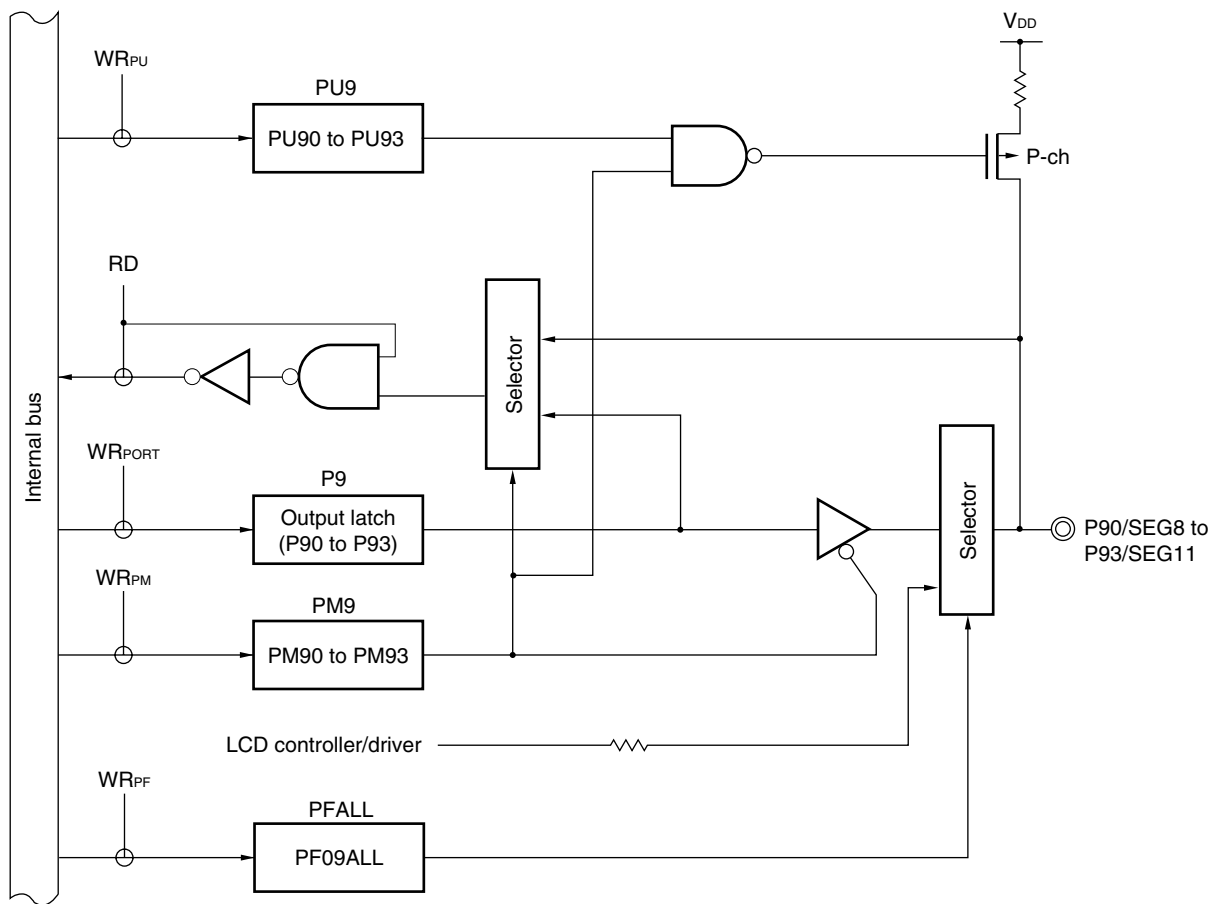 VDD
WRPU
PU9
PU90 to PU93
P-ch
RD
Selector
Internal bus
WRPORT
P9
Output latch
(P90 to P93)
Selector
P90/SEG8 to
P93/SEG11
WRPM
PM9
PM90 to PM93
LCD controller/driver
WRPF
PFALL
PF09ALL